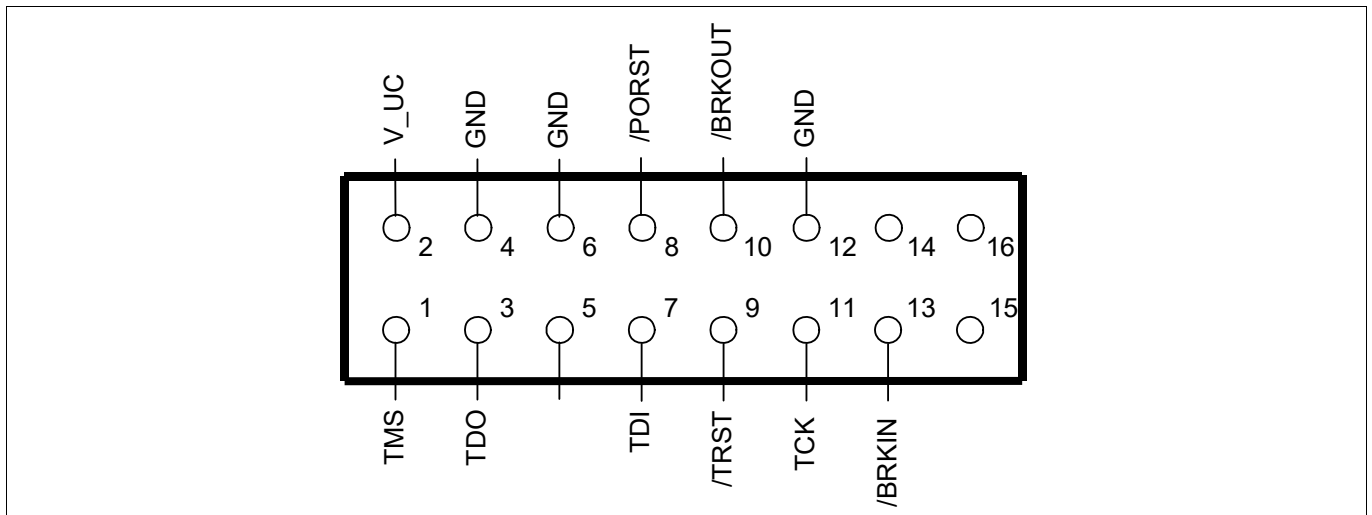 V_UC GND GND /PORST /BRKOUT GND
2 4 6 8 10 12 14 16
1 3 5 7 9 11 13 15
TMS TDO TDI /TRST TCK /BRKIN